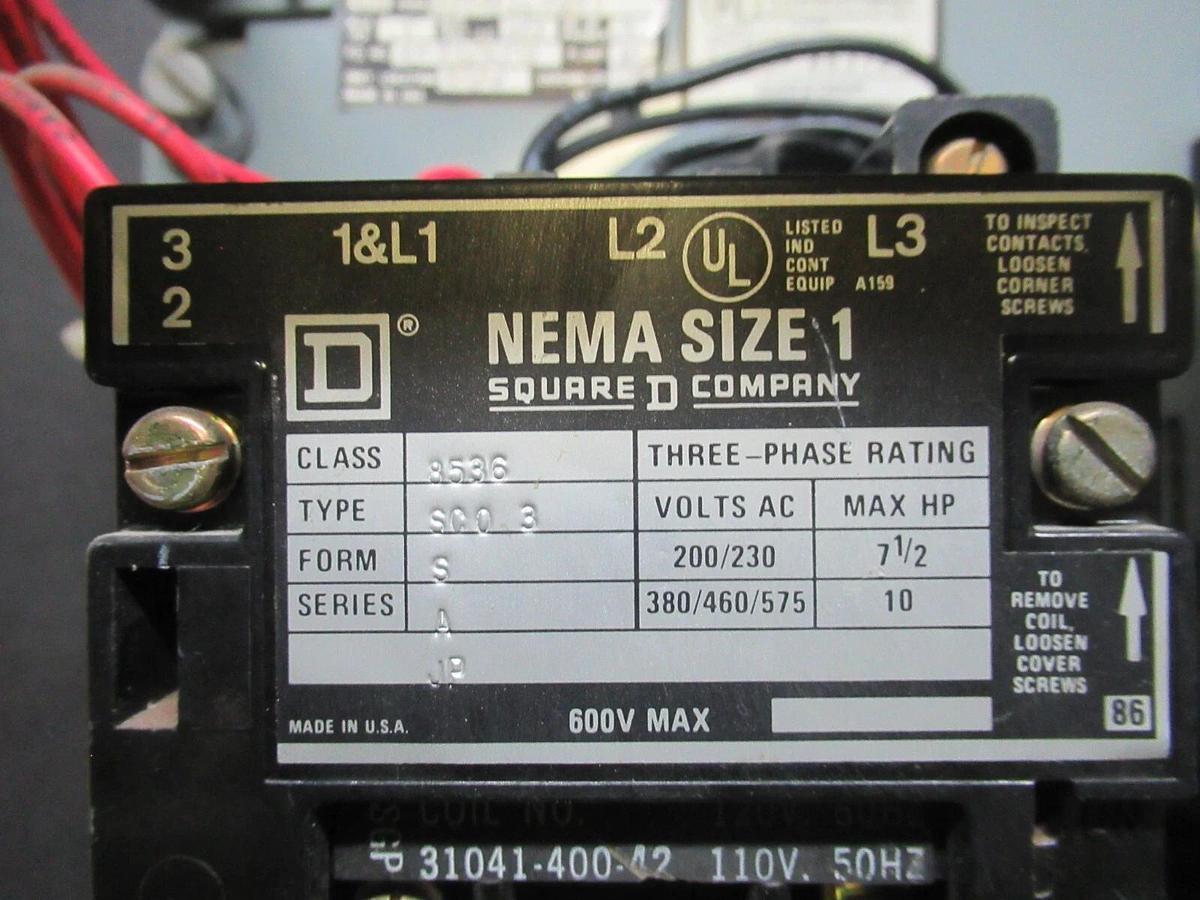 3 1&L1 L2 UL LISTED IND CONT EQUIP A159 L3
2
TO INSPECT
CONTACTS,
LOOSEN
CORNER
SCREWS
D ®
NEMA SIZE 1
SQUARE D COMPANY
CLASS 8536
TYPE SCO 3
FORM S
SERIES A
JP
THREE-PHASE RATING
VOLTS AC MAX HP
200/230 7 1/2
380/460/575 10
TO
REMOVE
COIL,
LOOSEN
COVER
SCREWS
MADE IN U.S.A. 600V MAX 86
COIL NO. 120V. 60HZ
31041-400-42 110V. 50HZ